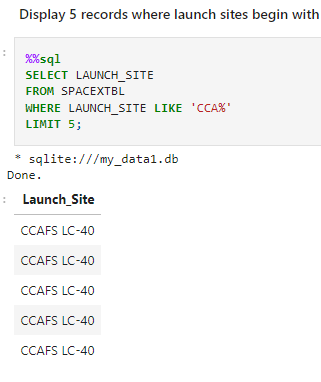 Display 5 records where launch sites begin with
:
%%sql
SELECT LAUNCH_SITE
FROM SPACEXTBL
WHERE LAUNCH_SITE LIKE 'CCA%'
LIMIT 5;
* sqlite:///my_data1.db
Done.
: Launch_Site
CCAFS LC-40
CCAFS LC-40
CCAFS LC-40
CCAFS LC-40
CCAFS LC-40